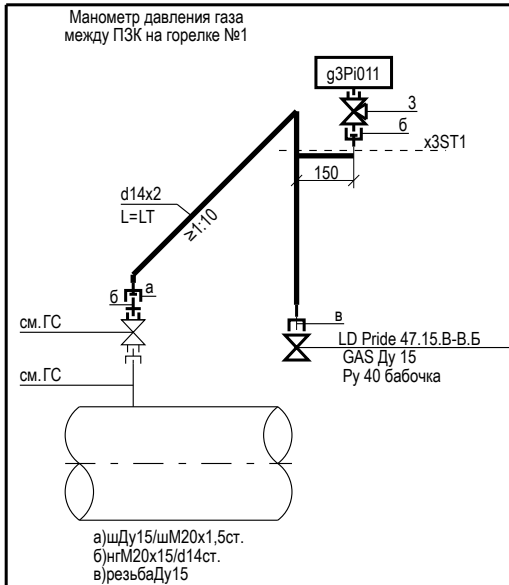 Манометр давления газа
между ПЗК на горелке №1
g3Pi011
3
б
x3ST1
150
d14x2
L=LT
≥1:10
а
б
см.ГС
в
LD Pride 47.15.В-В.Б
GAS Ду 15
Ру 40 бабочка
см.ГС
а)шДу15/шМ20х1,5ст.
б)нгМ20х15/d14ст.
в)резьбаДу15